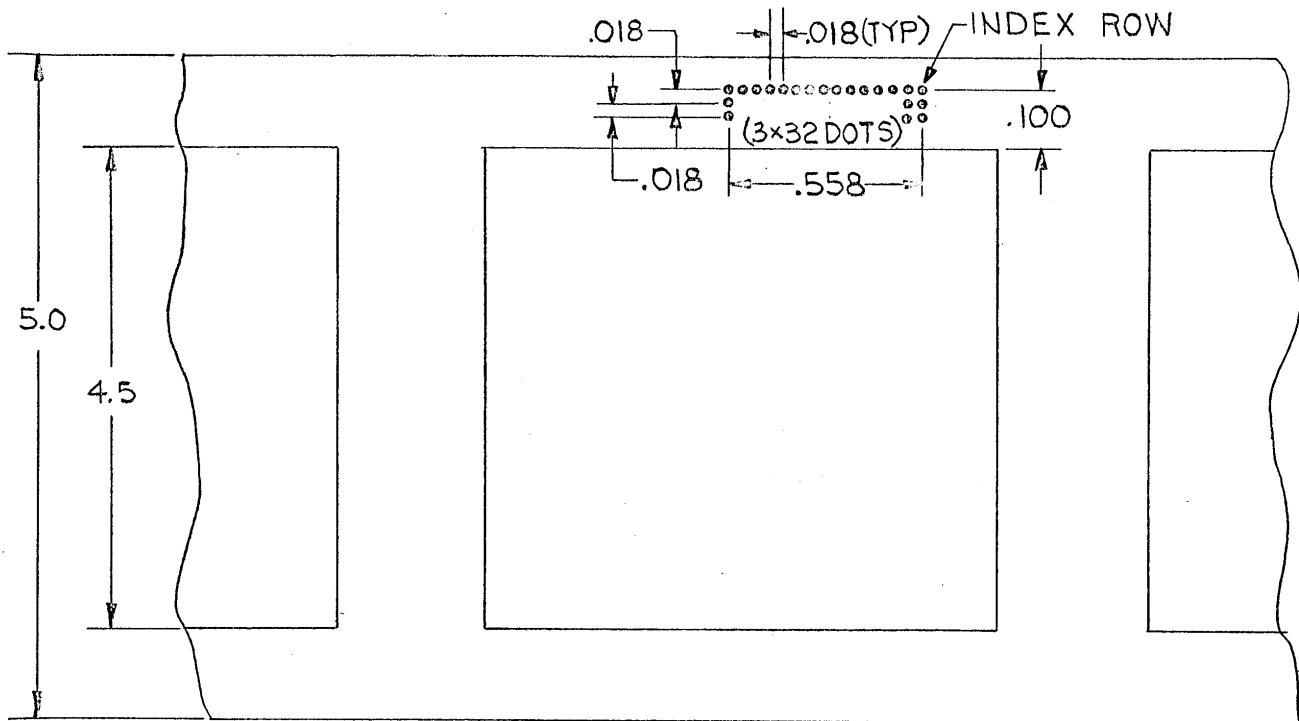 .018
.018(TYP)
INDEX ROW
.100
(3×32 DOTS)
.018
.558
5.0
4.5